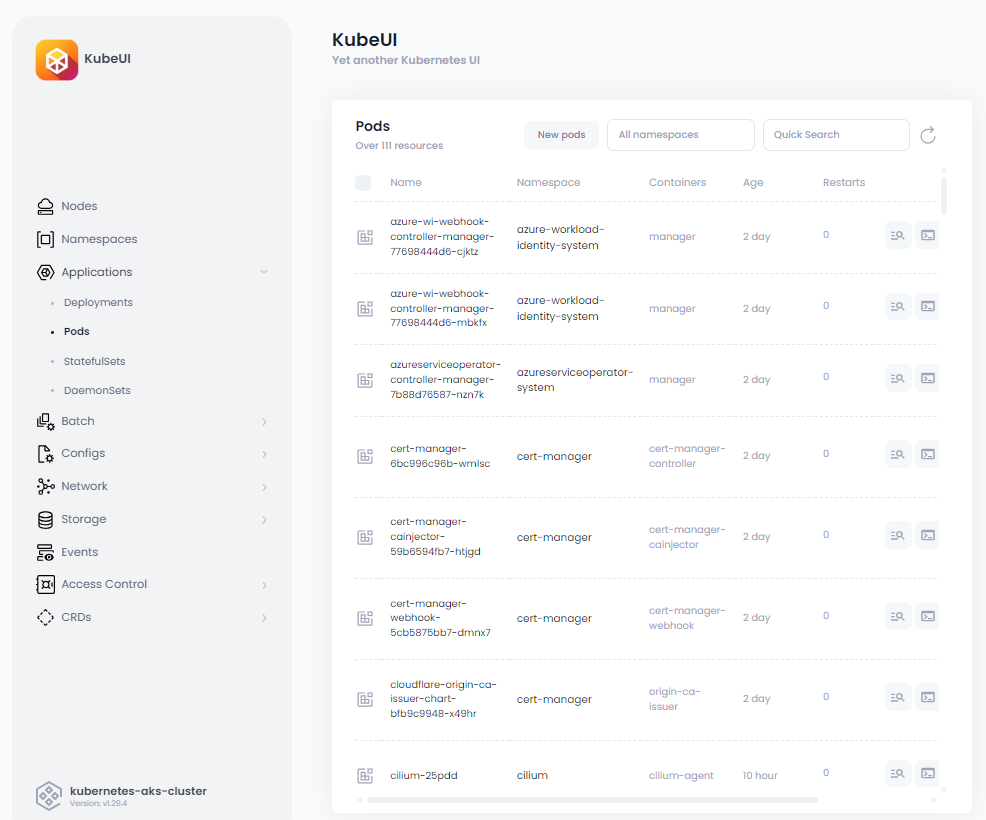 KubeUI
Nodes
Namespaces
Applications
Deployments
Pods
StatefulSets
DaemonSets
Batch
Configs
Network
Storage
Events
Access Control
CRDs
kubernetes-aks-cluster
Version: v1.29.4
KubeUI
Yet another Kubernetes UI
Pods
Over 111 resources
New pods
All namespaces
Quick Search
Name Namespace Containers Age Restarts
azure-wi-webhook-
controller-manager-
77698444d6-cjktz
azure-workload-
identity-system
manager
2 day
0
azure-wi-webhook-
controller-manager-
77698444d6-mbkfx
azure-workload-
identity-system
manager
2 day
0
azureserviceoperator-
controller-manager-
7b88d76587-nzn7k
azureserviceoperator-
system
manager
2 day
0
cert-manager-
6bc996c96b-wmlsc
cert-manager
cert-manager-
controller
2 day
0
cert-manager-
cainjector-
59b6594fb7-htjgd
cert-manager
cert-manager-
cainjector
2 day
0
cert-manager-
webhook-
5cb5875bb7-dmnx7
cert-manager
cert-manager-
webhook
2 day
0
cloudflare-origin-ca-
issuer-chart-
bfb9c9948-x49hr
cert-manager
origin-ca-
issuer
2 day
0
cilium-25pdd
cilium
cilium-agent
10 hour
0